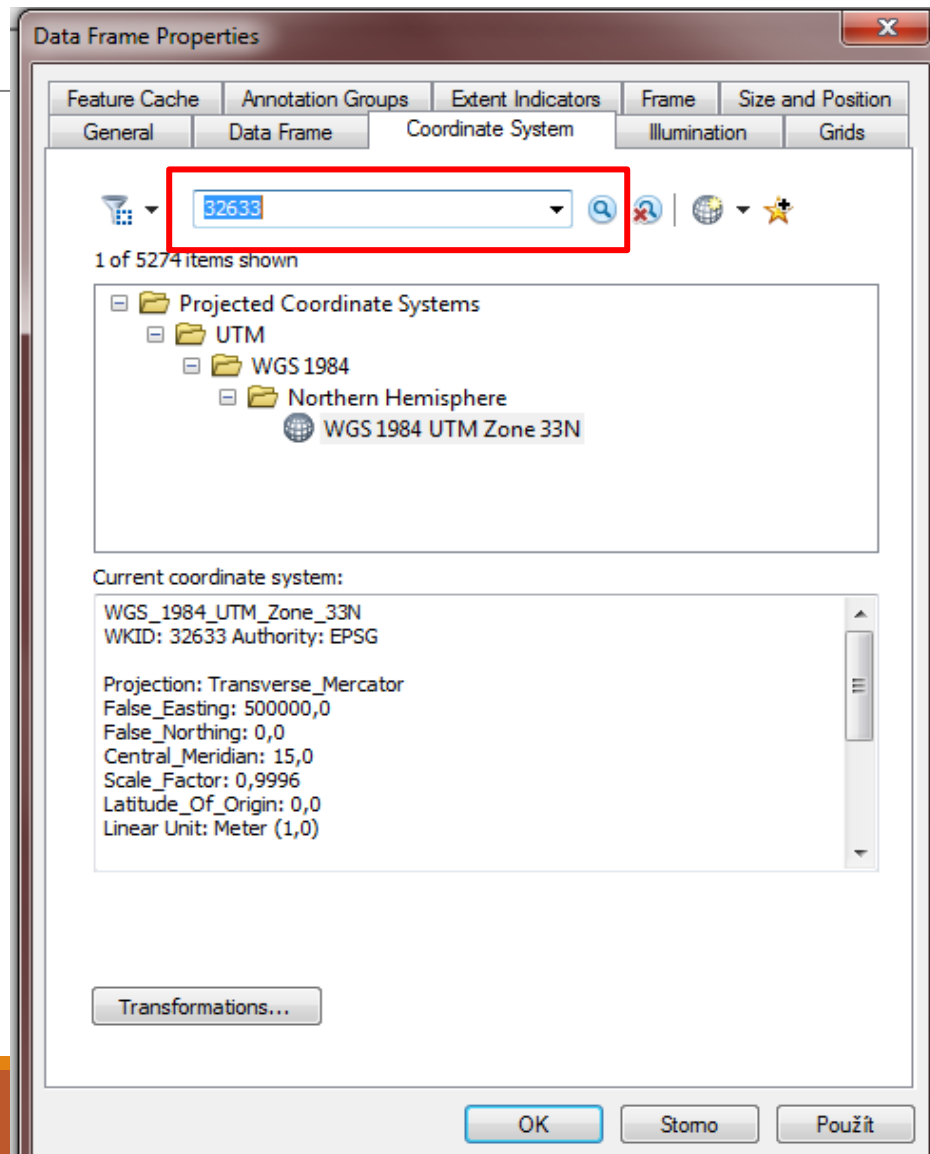 Data Frame Properties
Feature Cache Annotation Groups Extent Indicators Frame Size and Position
General Data Frame Coordinate System Illumination Grids
32633
1 of 5274 items shown
Projected Coordinate Systems
UTM
WGS 1984
Northern Hemisphere
WGS 1984 UTM Zone 33N
Current coordinate system:
WGS_1984_UTM_Zone_33N
WKID: 32633 Authority: EPSG
Projection: Transverse_Mercator
False_Easting: 500000,0
False_Northing: 0,0
Central_Meridian: 15,0
Scale_Factor: 0,9996
Latitude_Of_Origin: 0,0
Linear Unit: Meter (1,0)
Transformations...
OK Storno Použít